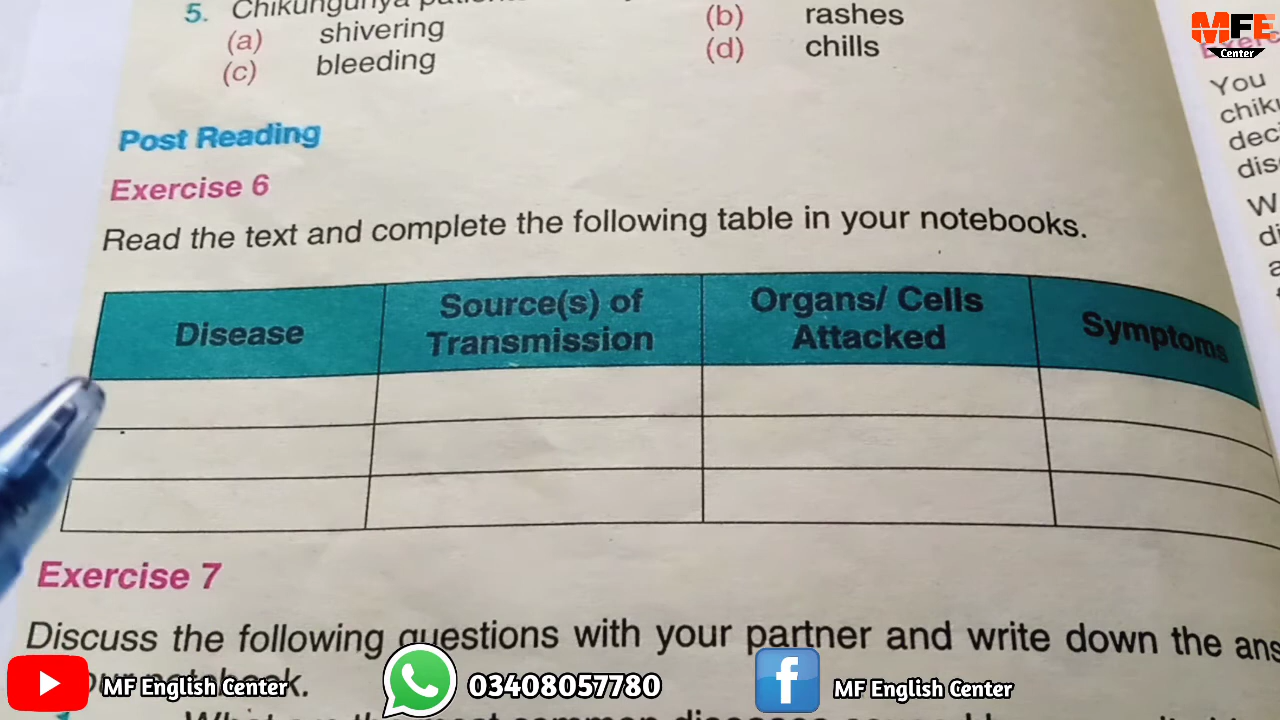 5. Chikungunya
(a) shivering (b) rashes
(c) bleeding (d) chills
MFE
Center
Post Reading
Exercise 6
Read the text and complete the following table in your notebooks.
Disease Source(s) of Transmission Organs/ Cells Attacked Symptoms
Exercise 7
Discuss the following questions with your partner and write down the ans
You
chik
dec
dis
W
di
a
MF English Center
03408057780
MF English Center